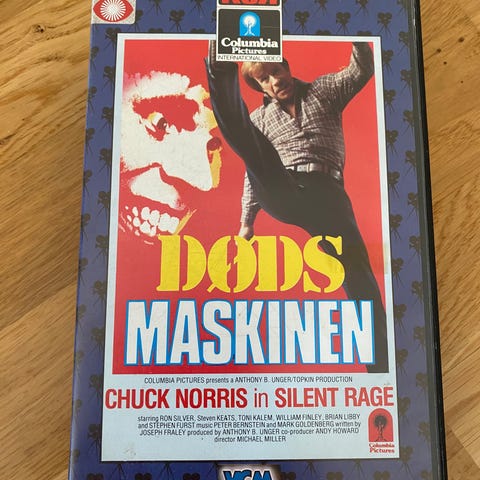 RCA
Columbia
Pictures
INTERNATIONAL VIDEO
DØDS
MASKINEN
COLUMBIA PICTURES presents a ANTHONY B. UNGER/TOPKIN PRODUCTION
CHUCK NORRIS in SILENT RAGE
starring RON SILVER, Steven KEATS, TONI KALEM, WILLIAM FINLEY, BRIAN LIBBY
and STEPHEN FURST music PETER BERNSTEIN and MARK GOLDENBERG written by
JOSEPH FRALEY produced by ANTHONY B. UNGER co-producer ANDY HOWARD
director MICHAEL MILLER
Columbia
Pictures
VCM